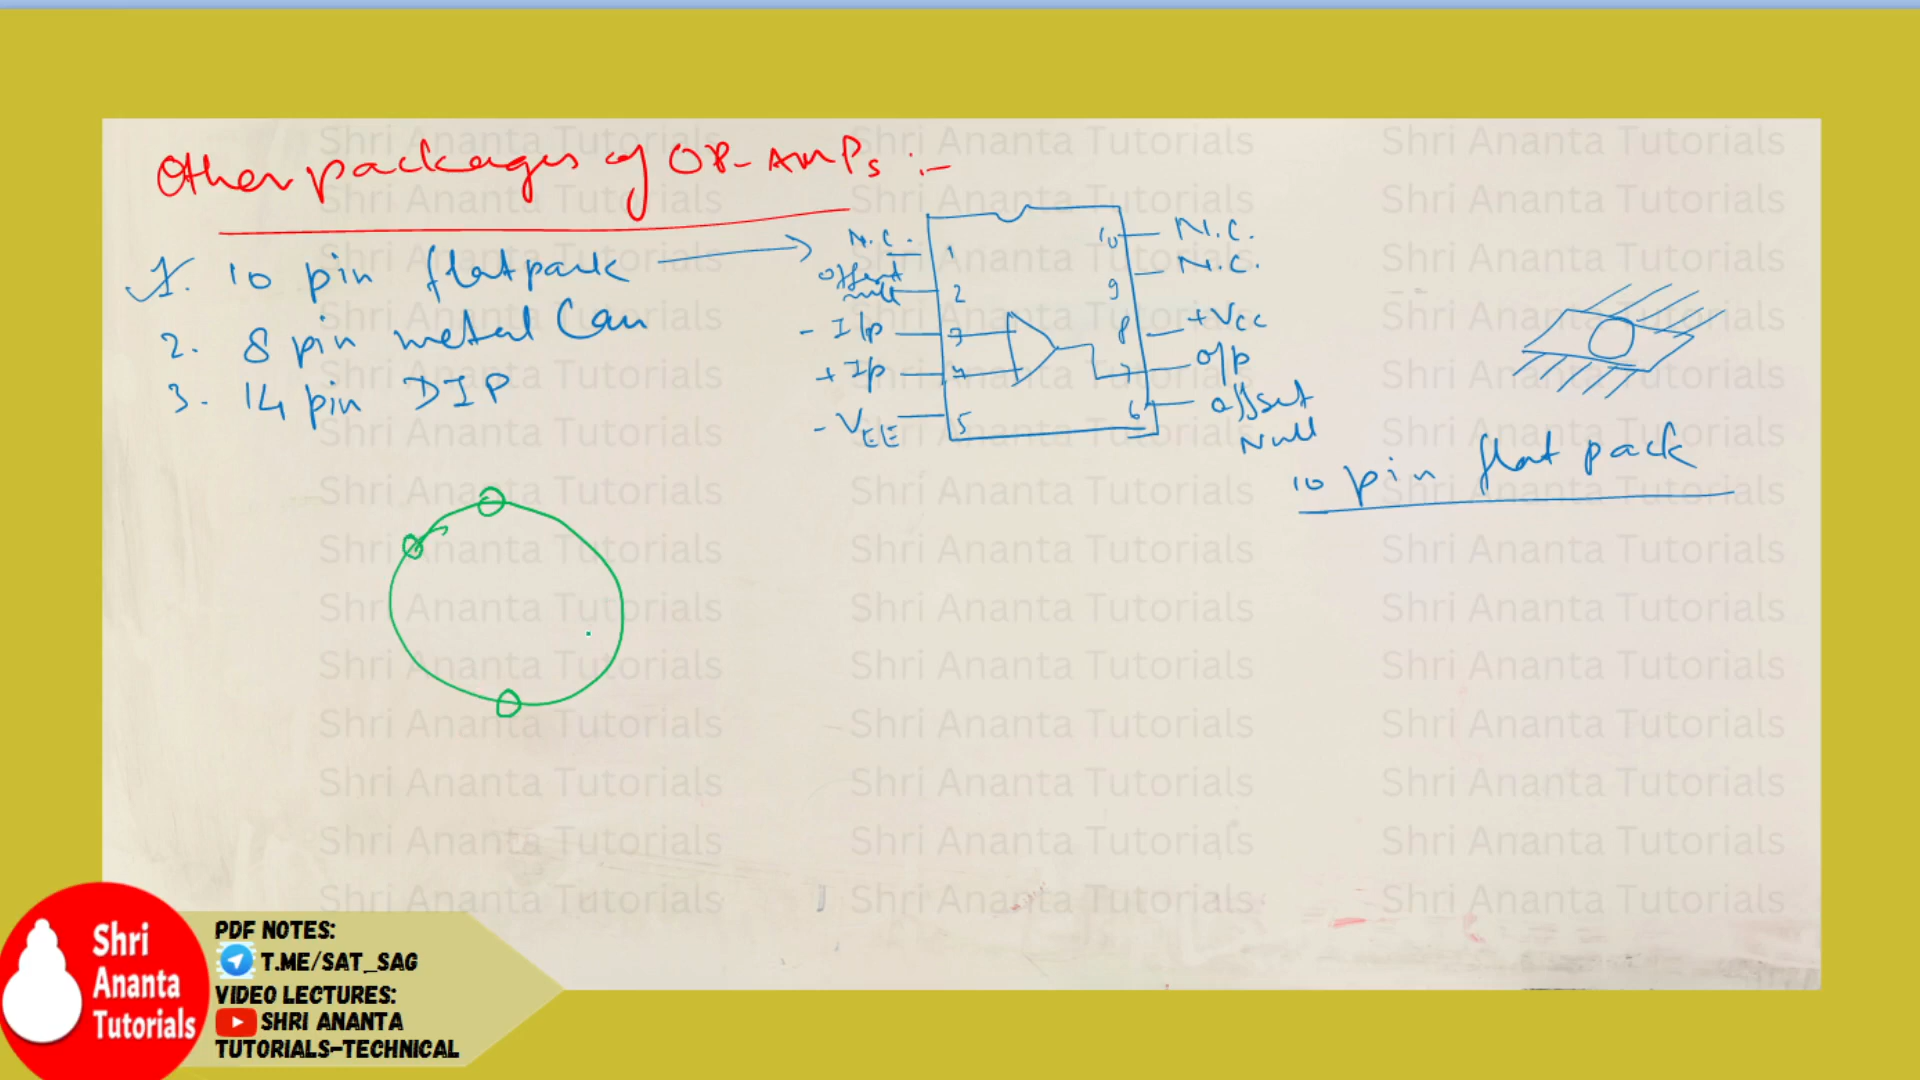 Other packages of OP-AMPs :-
1. 10 pin flatpack
2. 8 pin metal Can
3. 14 pin DIP
N.C. 1
offset null 2
- I/p 3
+ I/p 4
- VEE 5
10 N.C.
9 N.C.
8 +VCC
7 o/p
6 offset Null
10 pin flat pack
Shri Ananta Tutorials
PDF NOTES:
T.ME/SAT_SAG
VIDEO LECTURES:
SHRI ANANTA
TUTORIALS-TECHNICAL